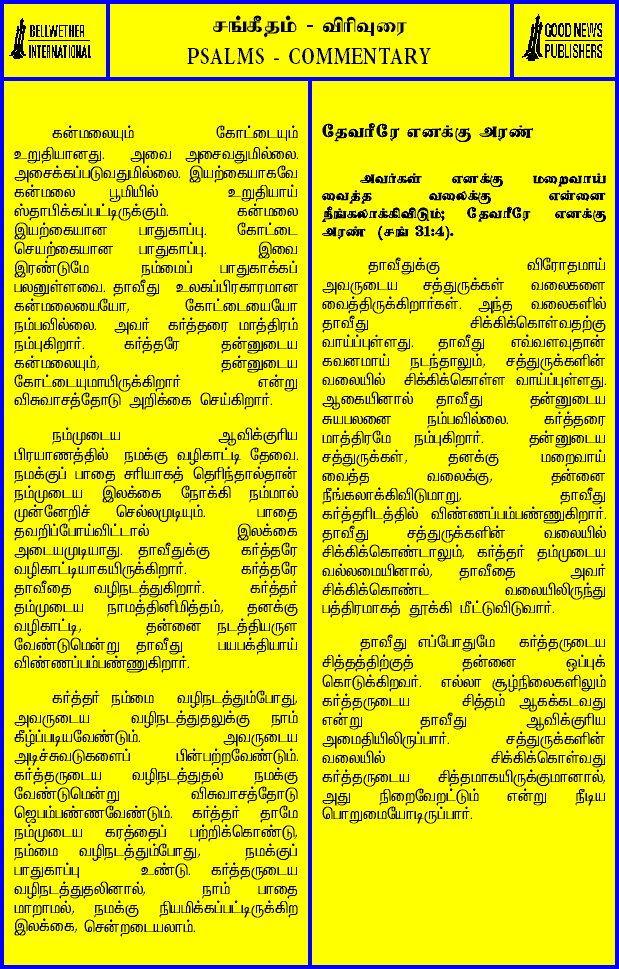 BELLWETHER
INTERNATIONAL
சங்கீதம் - விரிவுரை
PSALMS - COMMENTARY
GOOD NEWS
PUBLISHERS
கன்மலையும் கோட்டையும்
உறுதியானது. அவை அசைவதுமில்லை.
அசைக்கப்படுவதுமில்லை. இயற்கையாகவே
கன்மலை பூமியில் உறுதியாய்
ஸ்தாபிக்கப்பட்டிருக்கும். கன்மலை
இயற்கையான பாதுகாப்பு. கோட்டை
செயற்கையான பாதுகாப்பு. இவை
இரண்டுமே நம்மைப் பாதுகாக்கப்
பலனுள்ளவை. தாவீது உலகப்பிரகாரமான
கன்மலையையோ, கோட்டையையோ
நம்பவில்லை. அவர் கர்த்தரை மாத்திரம்
நம்புகிறார். கர்த்தரே தன்னுடைய
கன்மலையும், தன்னுடைய
கோட்டையுமாயிருக்கிறார் என்று
விசுவாசத்தோடு அறிக்கை செய்கிறார்.
நம்முடைய ஆவிக்குரிய
பிரயாணத்தில் நமக்கு வழிகாட்டி தேவை.
நமக்குப் பாதை சரியாகத் தெரிந்தால்தான்
நம்முடைய இலக்கை நோக்கி நம்மால்
முன்னேறிச் செல்லமுடியும். பாதை
தவறிப்போய்விட்டால் இலக்கை
அடையமுடியாது. தாவீதுக்கு கர்த்தரே
வழிகாட்டியாகயிருக்கிறார். கர்த்தரே
தாவீதை வழிநடத்துகிறார். கர்த்தர்
தம்முடைய நாமத்தினிமித்தம், தனக்கு
வழிகாட்டி, தன்னை நடத்தியருள
வேண்டுமென்று தாவீது பயபக்தியாய்
விண்ணப்பம்பண்ணுகிறார்.
கர்த்தர் நம்மை வழிநடத்தும்போது,
அவருடைய வழிநடத்துதலுக்கு நாம்
கீழ்ப்படியவேண்டும். அவருடைய
அடிச்சுவடுகளைப் பின்பற்றவேண்டும்.
கர்த்தருடைய வழிநடத்துதல் நமக்கு
வேண்டுமென்று விசுவாசத்தோடு
ஜெபம்பண்ணவேண்டும். கர்த்தர் தாமே
நம்முடைய கரத்தைப் பற்றிக்கொண்டு,
நம்மை வழிநடத்தும்போது, நமக்குப்
பாதுகாப்பு உண்டு. கர்த்தருடைய
வழிநடத்துதலினால், நாம் பாதை
மாறாமல், நமக்கு நியமிக்கப்பட்டிருக்கிற
இலக்கை, சென்றடையலாம்.
தேவரீரே எனக்கு அரண்
அவர்கள் எனக்கு மறைவாய்
வைத்த வலைக்கு என்னை
நீங்கலாக்கிவிடும்; தேவரீரே எனக்கு
அரண் (சங் 31:4).
தாவீதுக்கு விரோதமாய்
அவருடைய சத்துருக்கள் வலைகளை
வைத்திருக்கிறார்கள். அந்த வலைகளில்
தாவீது சிக்கிக்கொள்வதற்கு
வாய்ப்புள்ளது. தாவீது எவ்வளவுதான்
கவனமாய் நடந்தாலும், சத்துருக்களின்
வலையில் சிக்கிக்கொள்ள வாய்ப்புள்ளது.
ஆகையினால் தாவீது தன்னுடைய
சுயபலனை நம்பவில்லை. கர்த்தரை
மாத்திரமே நம்புகிறார். தன்னுடைய
சத்துருக்கள், தனக்கு மறைவாய்
வைத்த வலைக்கு, தன்னை
நீங்கலாக்கிவிடுமாறு, தாவீது
கர்த்தரிடத்தில் விண்ணப்பம்பண்ணுகிறார்.
தாவீது சத்துருக்களின் வலையில்
சிக்கிக்கொண்டாலும், கர்த்தர் தம்முடைய
வல்லமையினால், தாவீதை அவர்
சிக்கிக்கொண்ட வலையிலிருந்து
பத்திரமாகத் தூக்கி மீட்டுவிடுவார்.
தாவீது எப்போதுமே கர்த்தருடைய
சித்தத்திற்குத் தன்னை ஒப்புக்
கொடுக்கிறவர். எல்லா சூழ்நிலைகளிலும்
கர்த்தருடைய சித்தம் ஆகக்கடவது
என்று தாவீது ஆவிக்குரிய
அமைதியிலிருப்பார். சத்துருக்களின்
வலையில் சிக்கிக்கொள்வது
கர்த்தருடைய சித்தமாகயிருக்குமானால்,
அது நிறைவேறட்டும் என்று நீடிய
பொறுமையோடிருப்பார்.